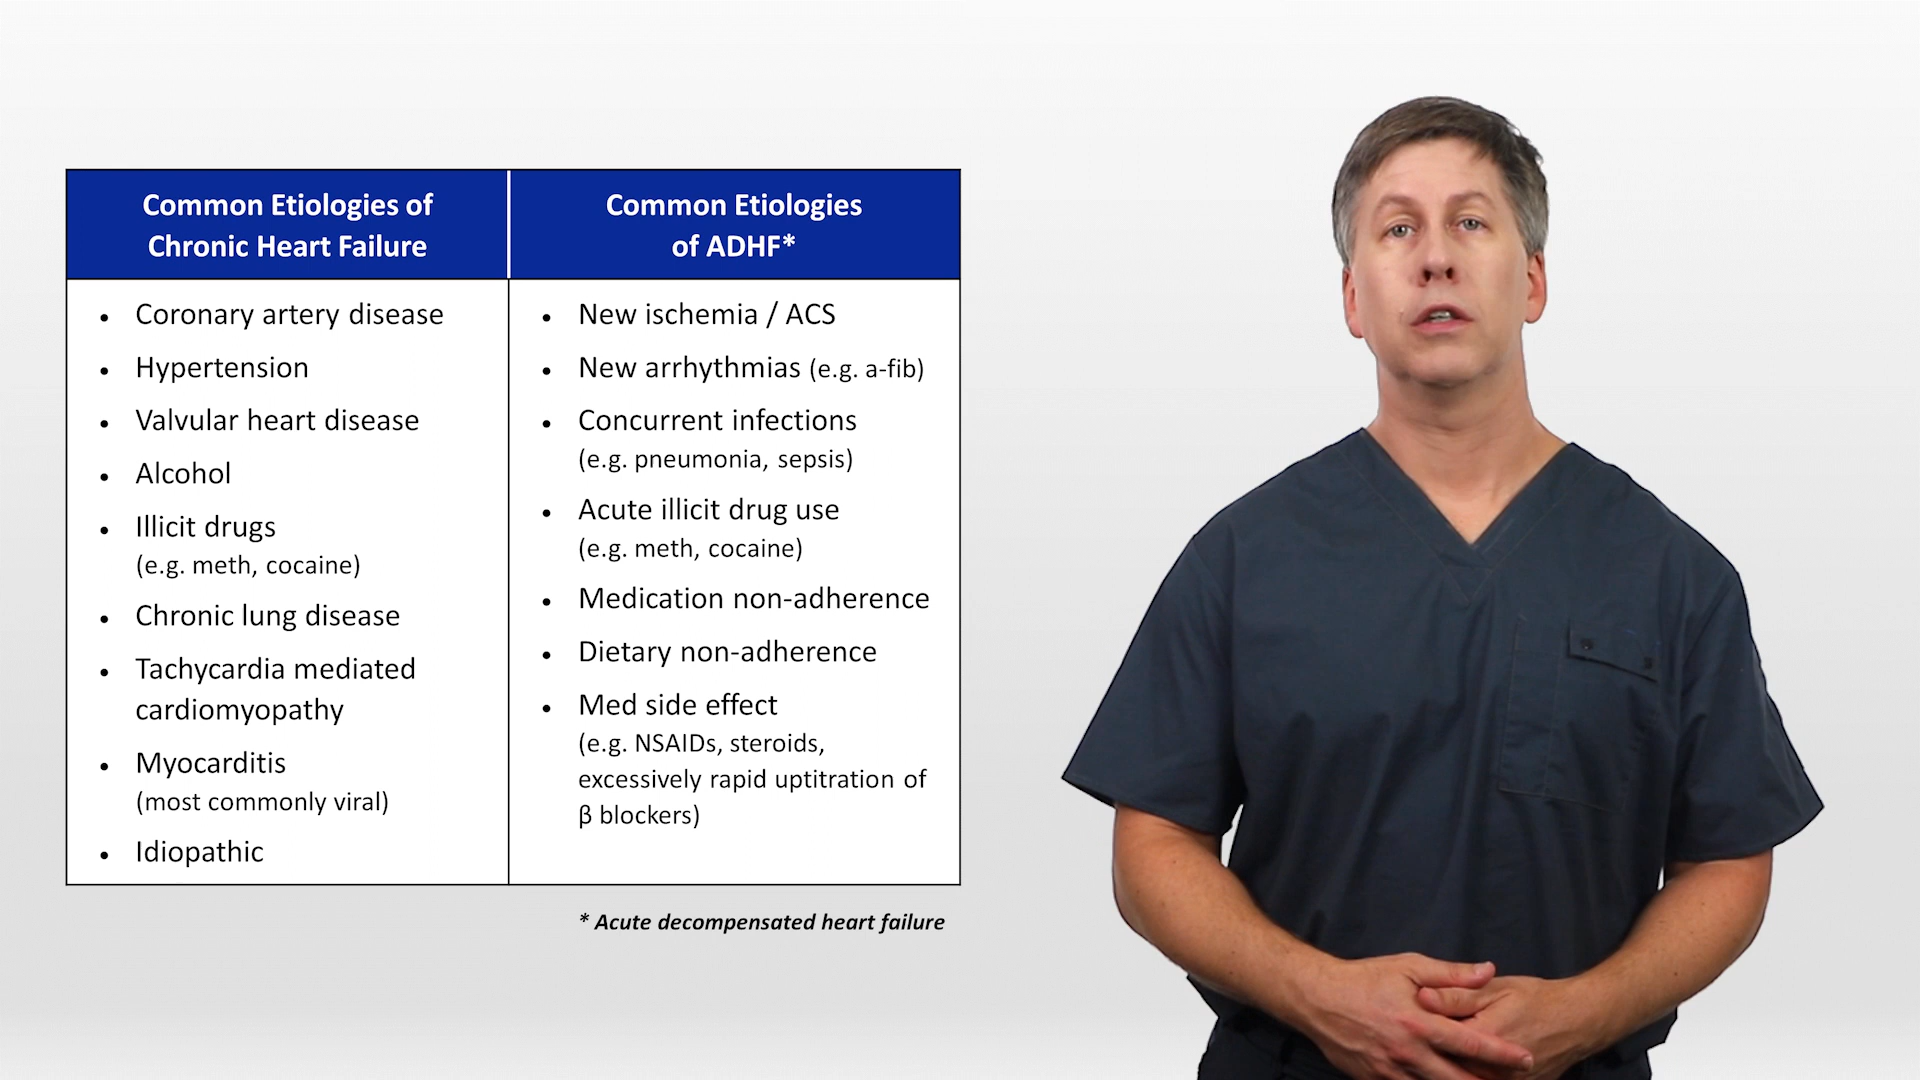 Common Etiologies of
Chronic Heart Failure
Common Etiologies
of ADHF*
• Coronary artery disease
• Hypertension
• Valvular heart disease
• Alcohol
• Illicit drugs
(e.g. meth, cocaine)
• Chronic lung disease
• Tachycardia mediated
cardiomyopathy
• Myocarditis
(most commonly viral)
• Idiopathic
• New ischemia / ACS
• New arrhythmias (e.g. a-fib)
• Concurrent infections
(e.g. pneumonia, sepsis)
• Acute illicit drug use
(e.g. meth, cocaine)
• Medication non-adherence
• Dietary non-adherence
• Med side effect
(e.g. NSAIDs, steroids,
excessively rapid uptitration of
β blockers)
* Acute decompensated heart failure